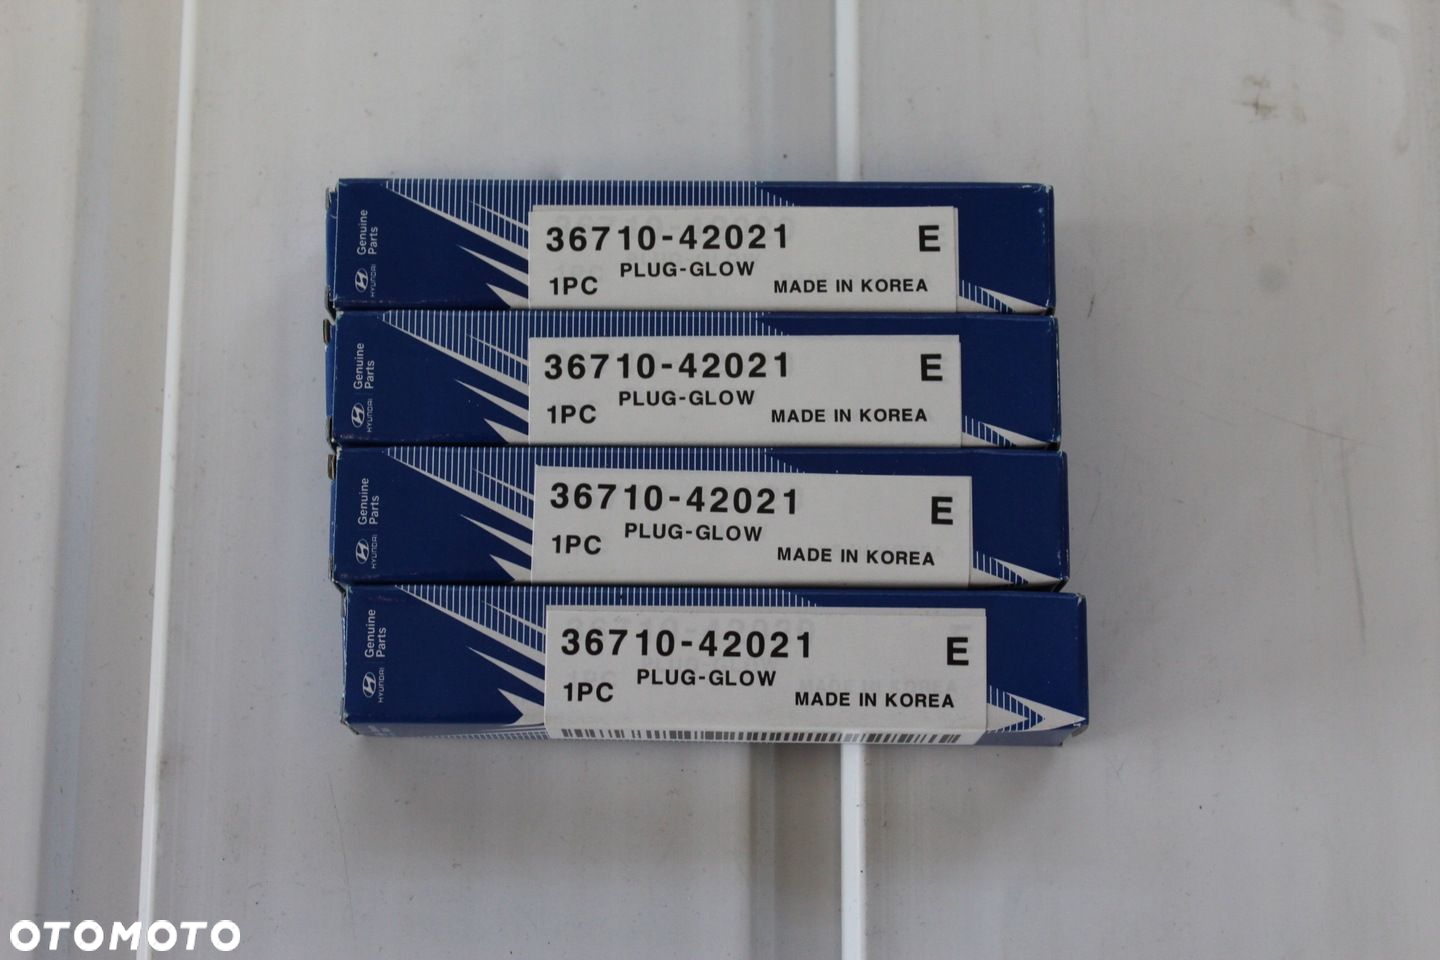 Genuine
Parts
HYUNDAI
36710-42021
E
PLUG-GLOW
1PC
MADE IN KOREA
Genuine
Parts
HYUNDAI
36710-42021
E
PLUG-GLOW
1PC
MADE IN KOREA
Genuine
Parts
HYUNDAI
36710-42021
E
PLUG-GLOW
1PC
MADE IN KOREA
Genuine
Parts
HYUNDAI
36710-42021
E
PLUG-GLOW
1PC
MADE IN KOREA
OTOMOTO